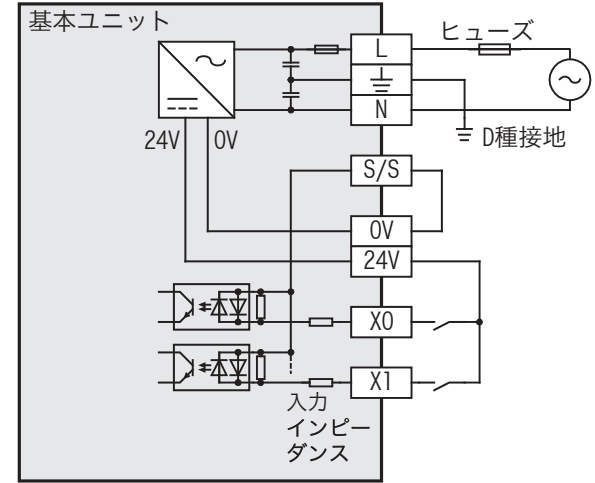 基本ユニット
ヒューズ
L
N
24V
0V
D種接地
S/S
0V
24V
X0
X1
入力
インピー
ダンス